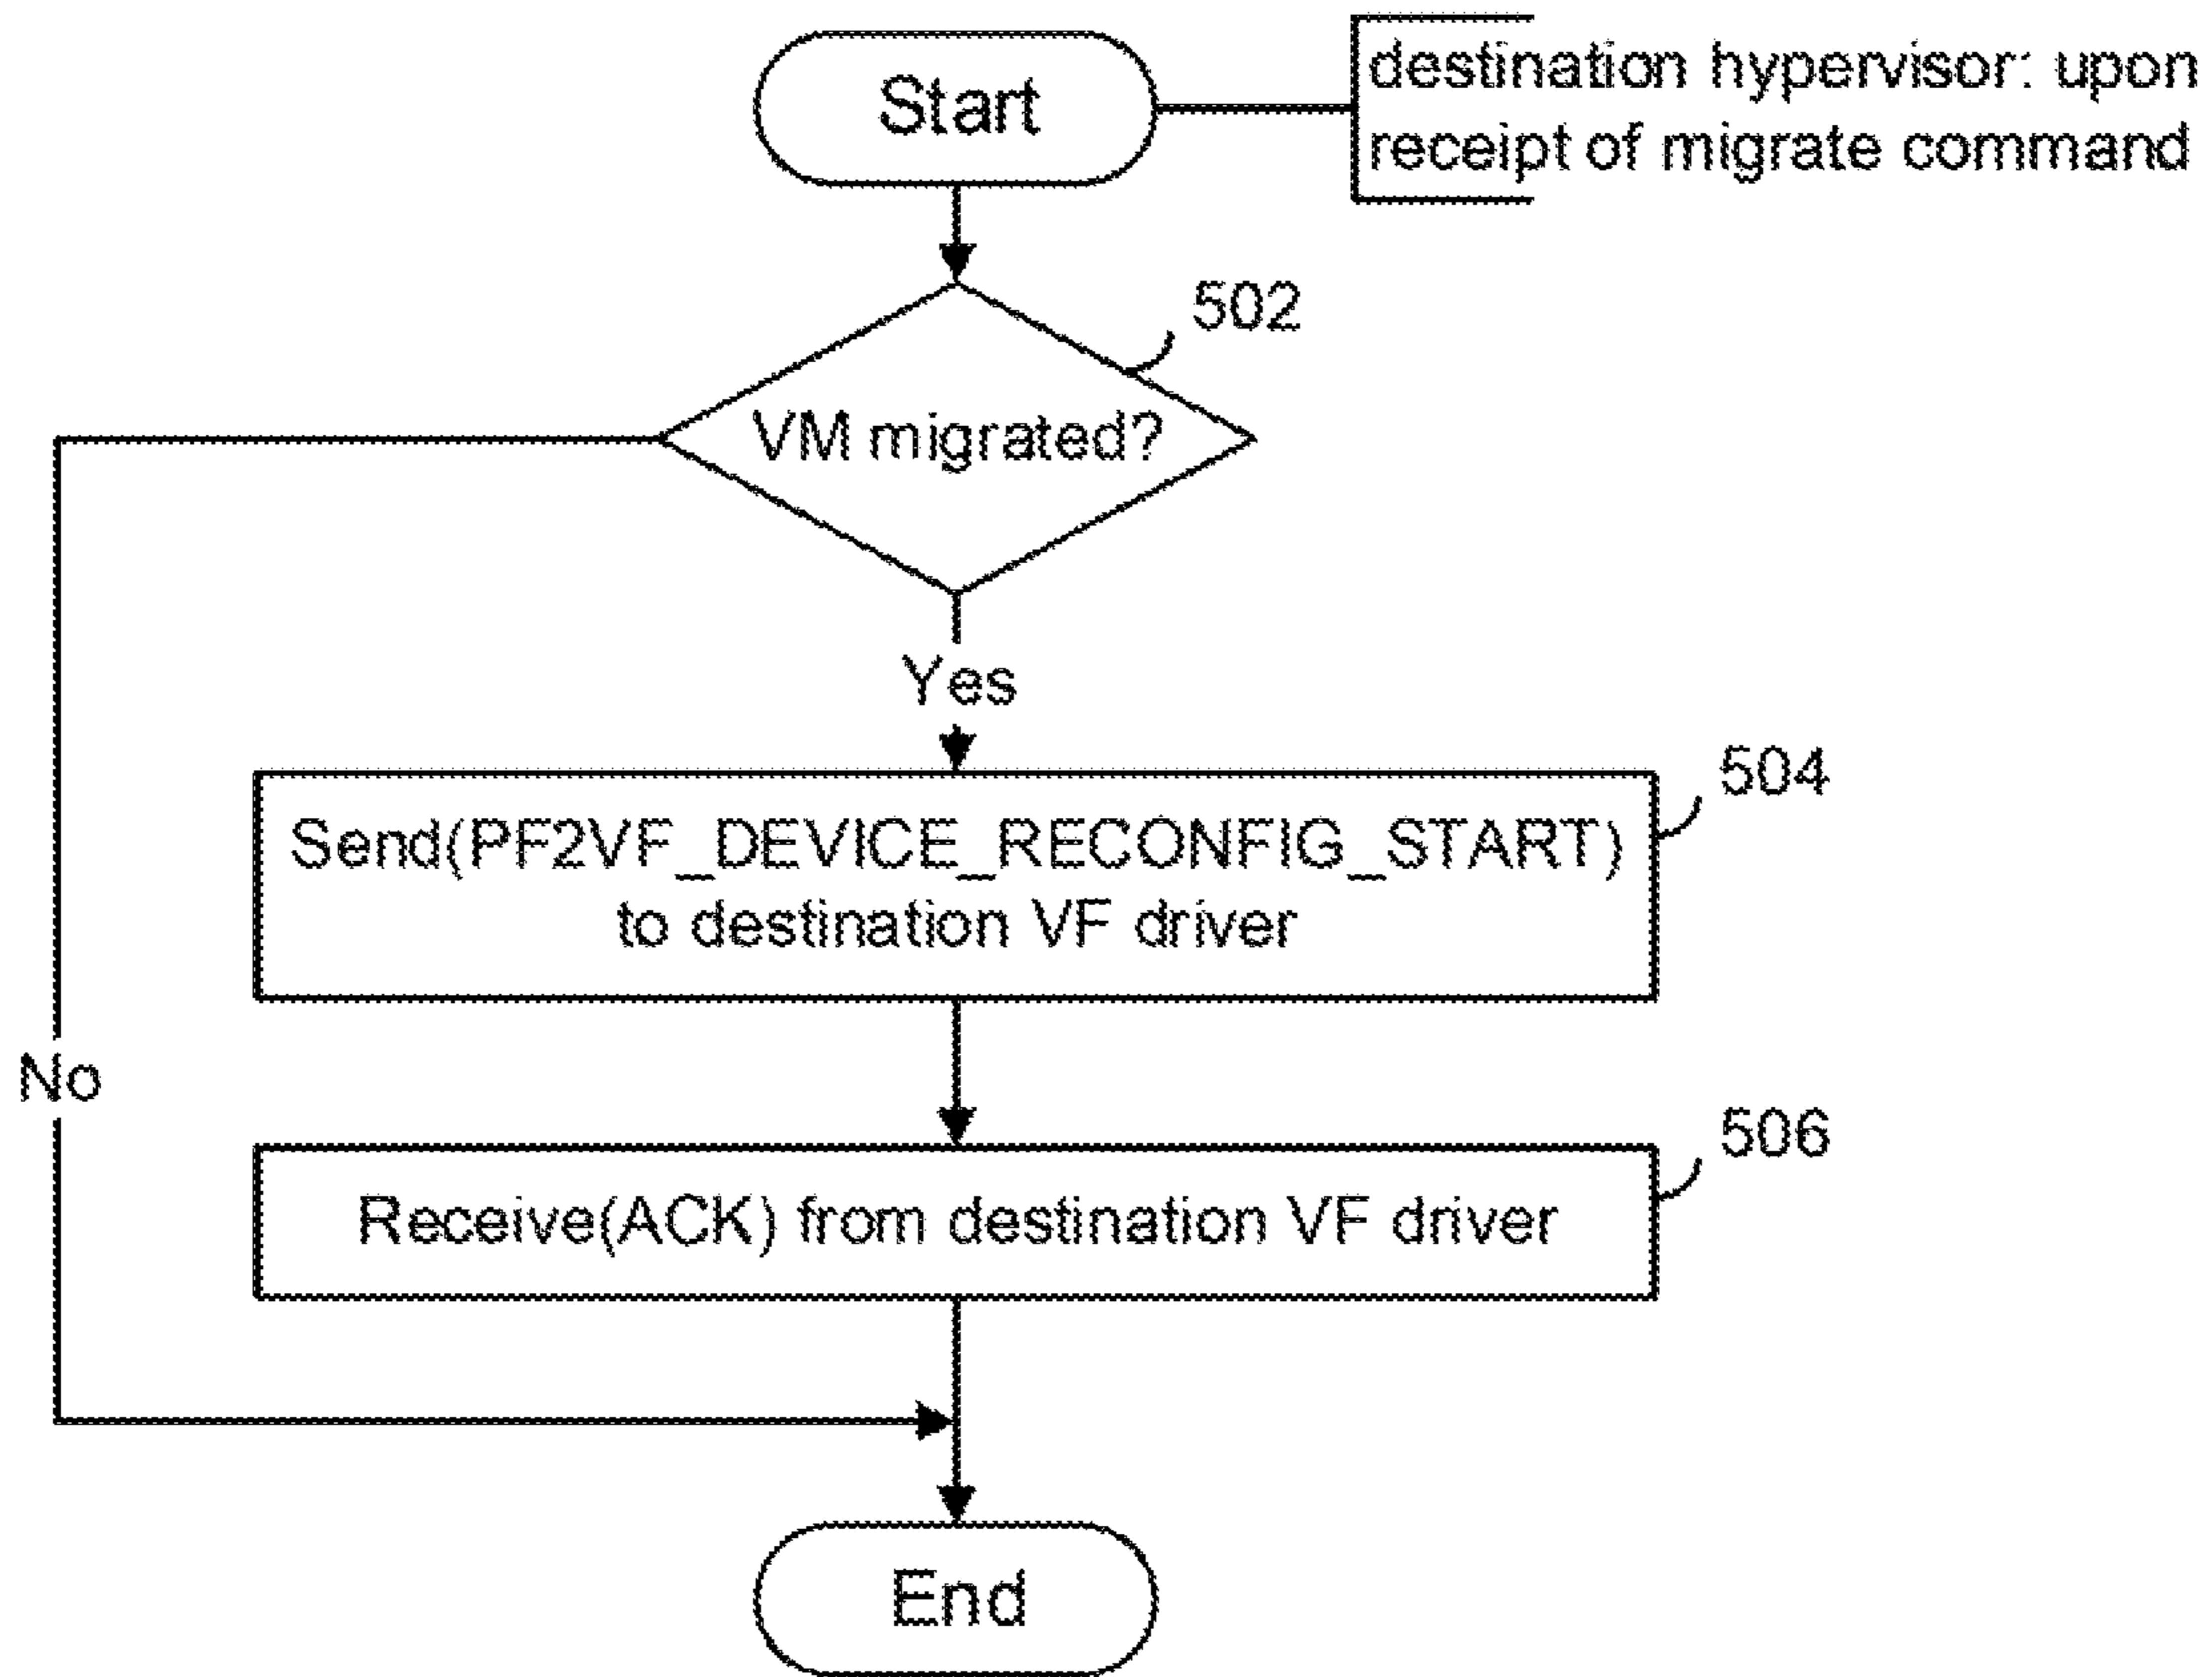 Start
destination hypervisor: upon
receipt of migrate command
502
VM migrated?
Yes
504
Send(PF2VF_DEVICE_RECONFIG_START)
to destination VF driver
No
506
Receive(ACK) from destination VF driver
End